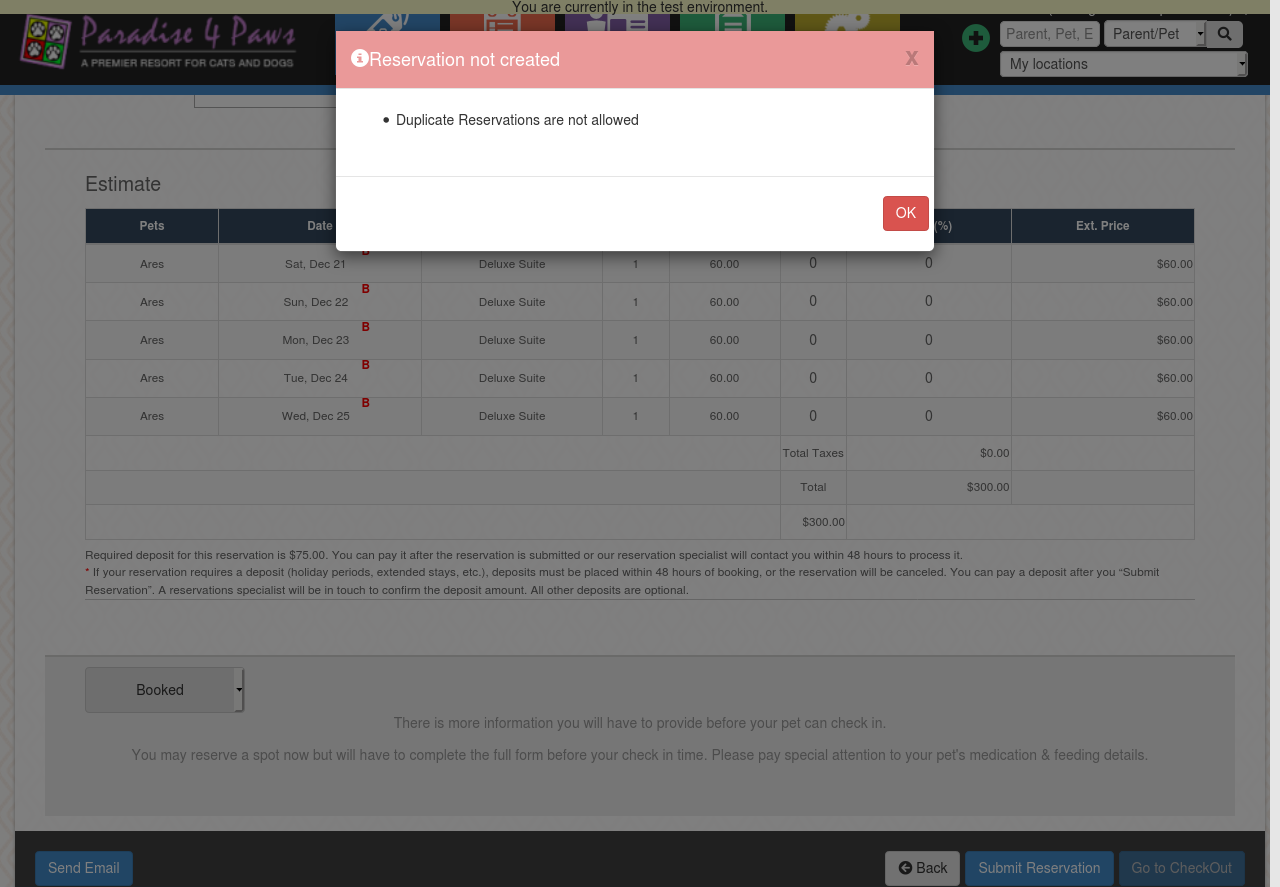 You are currently in the test environment.
Paradise 4 Paws
A PREMIER RESORT FOR CATS AND DOGS
Parent, Pet, E
Parent/Pet
My locations
Reservation not created
X
Duplicate Reservations are not allowed
OK
Estimate
Pets Date (%) Ext. Price
Ares Sat, Dec 21 B Deluxe Suite 1 60.00 0 0 $60.00
Ares Sun, Dec 22 B Deluxe Suite 1 60.00 0 0 $60.00
Ares Mon, Dec 23 B Deluxe Suite 1 60.00 0 0 $60.00
Ares Tue, Dec 24 B Deluxe Suite 1 60.00 0 0 $60.00
Ares Wed, Dec 25 B Deluxe Suite 1 60.00 0 0 $60.00
Total Taxes $0.00
Total $300.00
$300.00
Required deposit for this reservation is $75.00. You can pay it after the reservation is submitted or our reservation specialist will contact you within 48 hours to process it.
* If your reservation requires a deposit (holiday periods, extended stays, etc.), deposits must be placed within 48 hours of booking, or the reservation will be canceled. You can pay a deposit after you “Submit
Reservation”. A reservations specialist will be in touch to confirm the deposit amount. All other deposits are optional.
Booked
There is more information you will have to provide before your pet can check in.
You may reserve a spot now but will have to complete the full form before your check in time. Please pay special attention to your pet's medication & feeding details.
Send Email
Back
Submit Reservation
Go to CheckOut